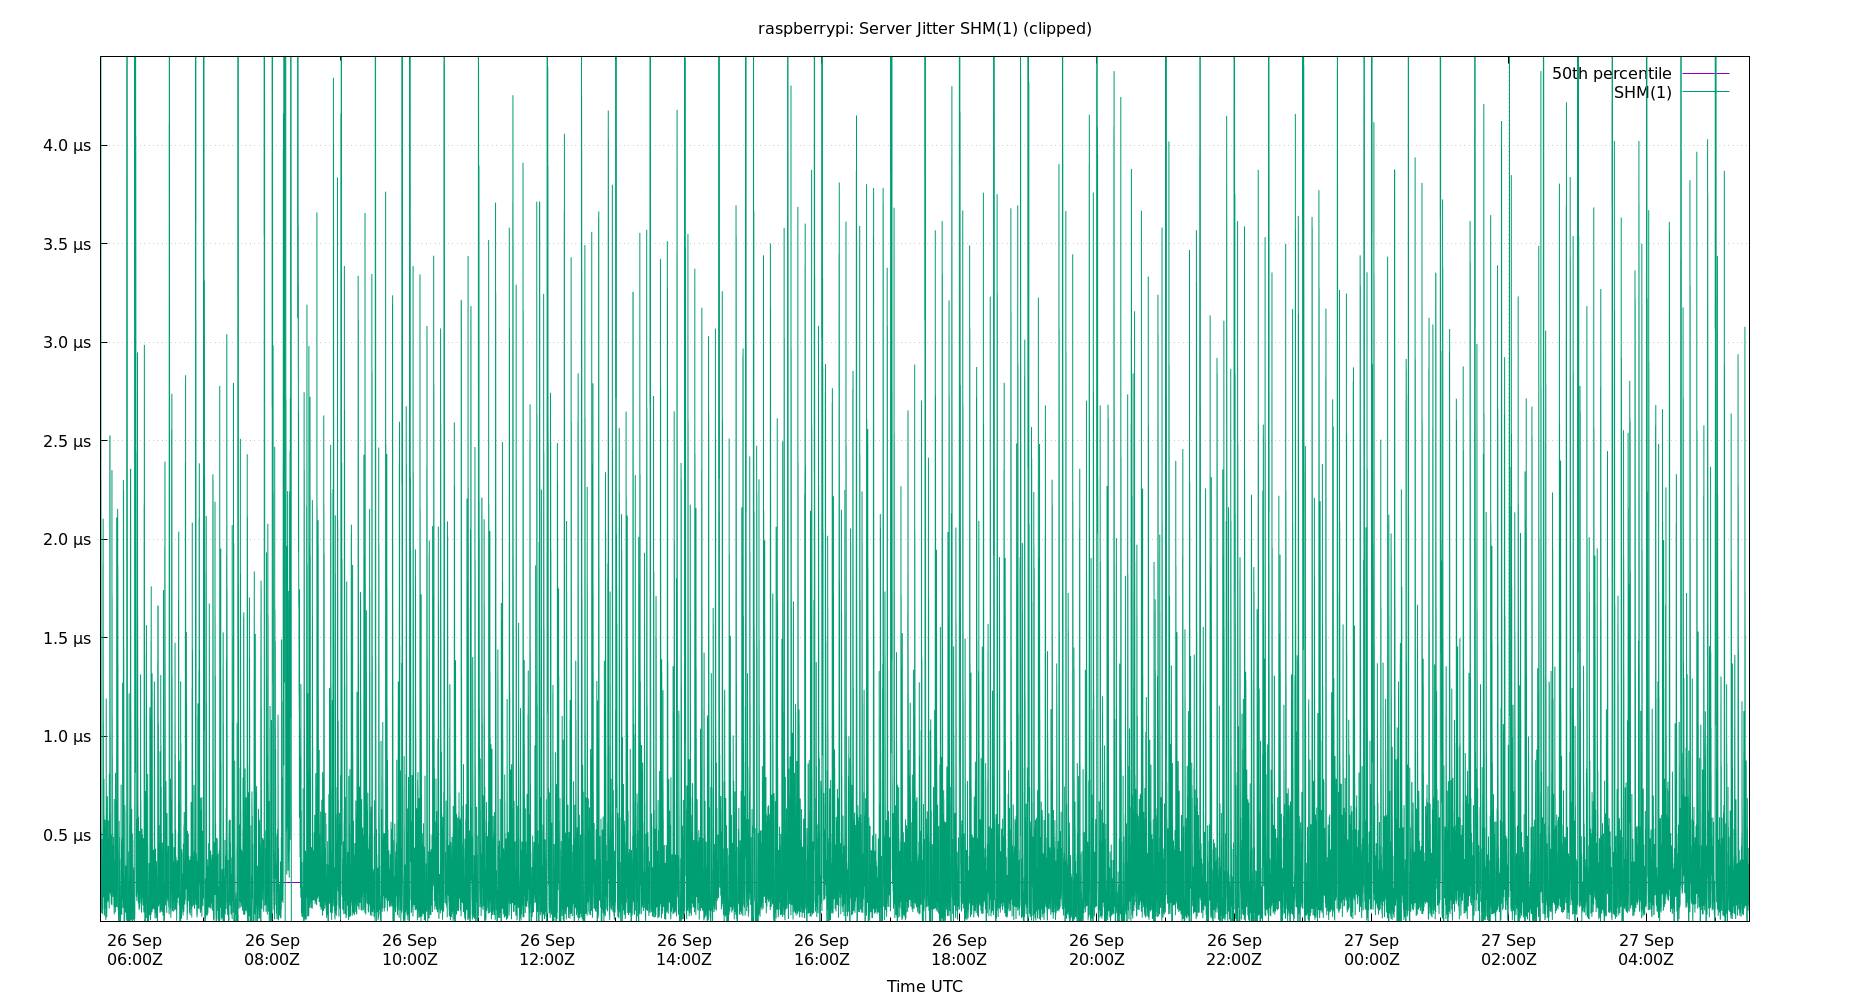 raspberrypi: Server Jitter SHM(1) (clipped)
50th percentile
SHM(1)
4.0 µs
3.5 µs
3.0 µs
2.5 µs
2.0 µs
1.5 µs
1.0 µs
0.5 µs
26 Sep 26 Sep 26 Sep 26 Sep 26 Sep 26 Sep 26 Sep 26 Sep 26 Sep 27 Sep 27 Sep 27 Sep
06:00Z 08:00Z 10:00Z 12:00Z 14:00Z 16:00Z 18:00Z 20:00Z 22:00Z 00:00Z 02:00Z 04:00Z
Time UTC